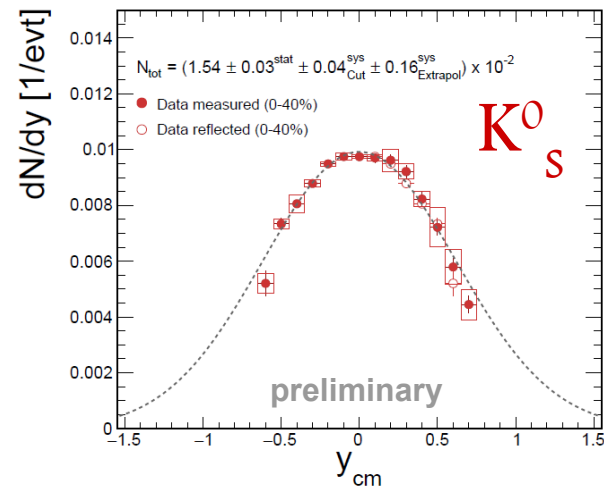 dN/dy [1/evt]
0.014
0.012
0.01
0.008
0.006
0.004
0.002
0
N_tot = (1.54 ± 0.03^stat ± 0.04^sys_Cut ± 0.16^sys_Extrapol) x 10^-2
Data measured (0-40%)
Data reflected (0-40%)
K^0_s
preliminary
−1.5 −1 −0.5 0 0.5 1 1.5
y_cm